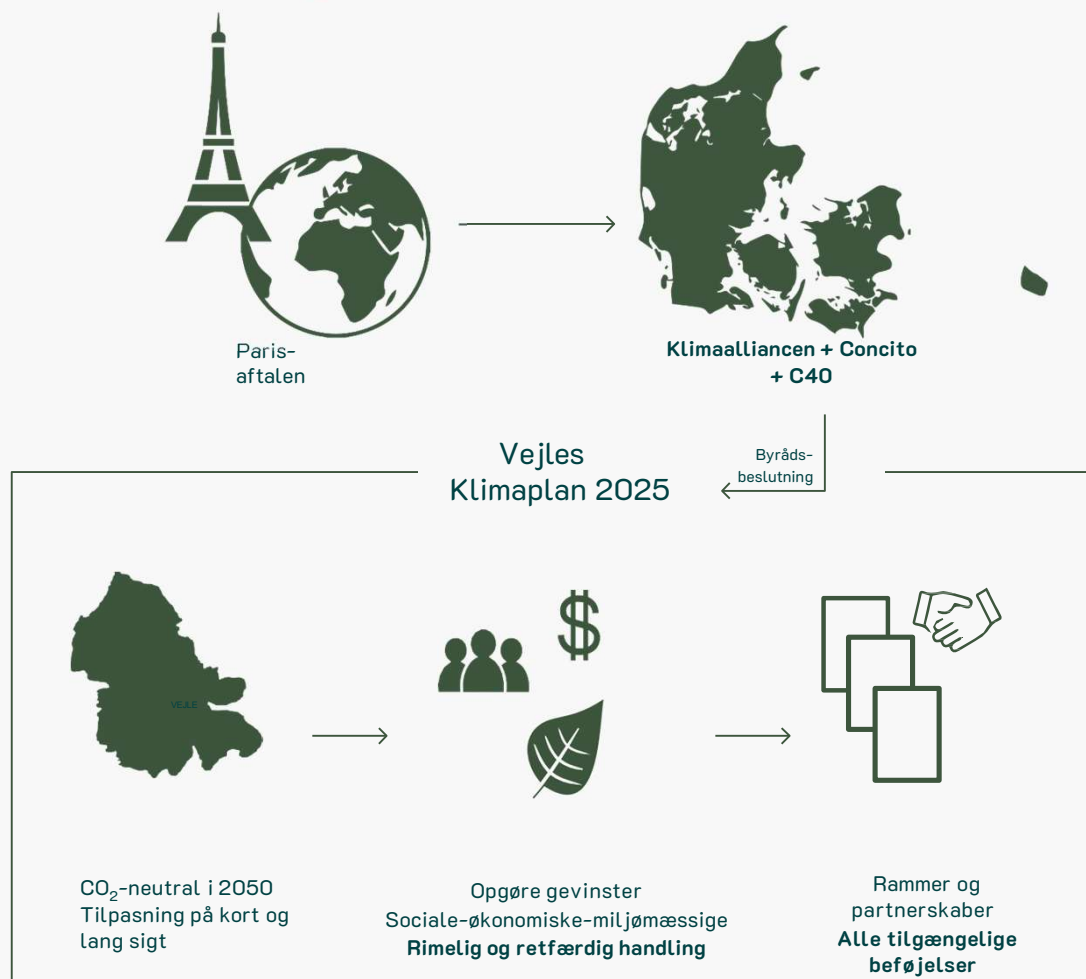 Paris-
aftalen
Klimaalliancen + Concito
+ C40
Byråds-
beslutning
Vejles
Klimaplan 2025
VEJLE
$
CO₂-neutral i 2050
Tilpasning på kort og
lang sigt
Opgøre gevinster
Sociale-økonomiske-miljømæssige
Rimelig og retfærdig handling
Rammer og
partnerskaber
Alle tilgængelige
beføjelser